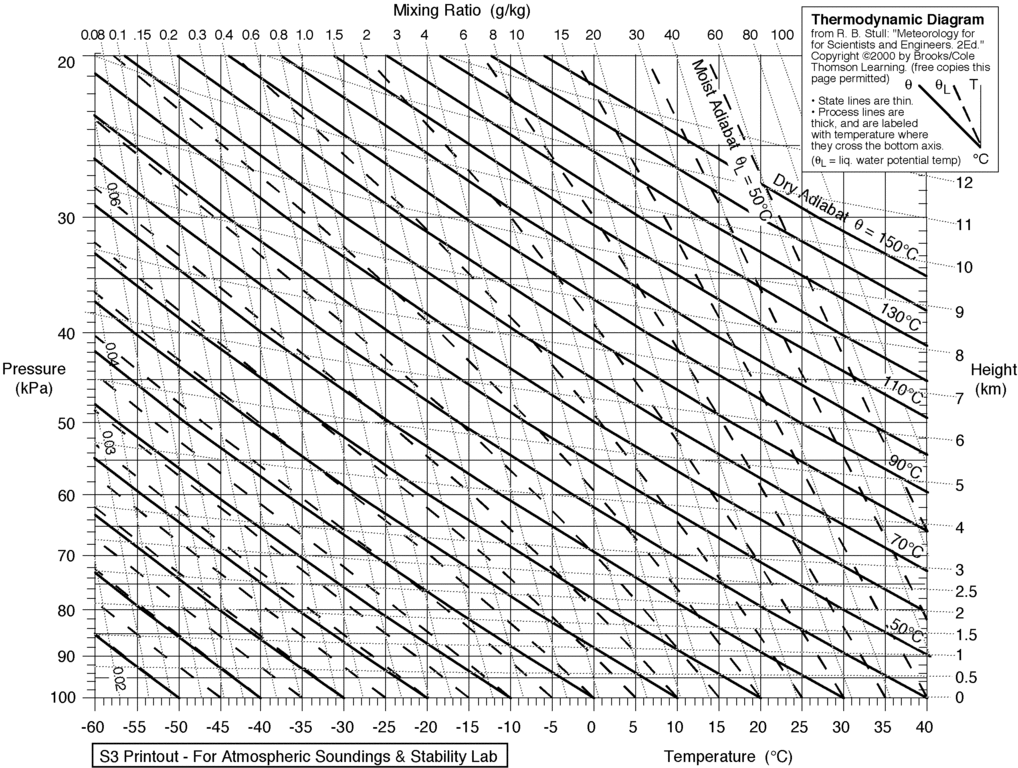 Mixing Ratio (g/kg)
0.08 0.1 .15 0.2 0.3 0.4 0.6 0.8 1.0 1.5 2 3 4 6 8 10 15 20 30 40 60 80 100
Thermodynamic Diagram
from R. B. Stull: "Meteorology for
for Scientists and Engineers. 2Ed."
Copyright ©2000 by Brooks/Cole
Thomson Learning. (free copies this
page permitted)
θ θL T
• State lines are thin.
• Process lines are
thick, and are labeled
with temperature where
they cross the bottom axis.
°C
(θL = liq. water potential temp)
Moist Adiabat θL = 50°C
Dry Adiabat θ = 150°C
130°C
110°C
90°C
70°C
50°C
0.06
0.04
0.03
0.02
Pressure
(kPa)
20
30
40
50
60
70
80
90
100
Height
(km)
12
11
10
9
8
7
6
5
4
3
2.5
2
1.5
1
0.5
0
-60 -55 -50 -45 -40 -35 -30 -25 -20 -15 -10 -5 0 5 10 15 20 25 30 35 40
S3 Printout - For Atmospheric Soundings & Stability Lab
Temperature (°C)